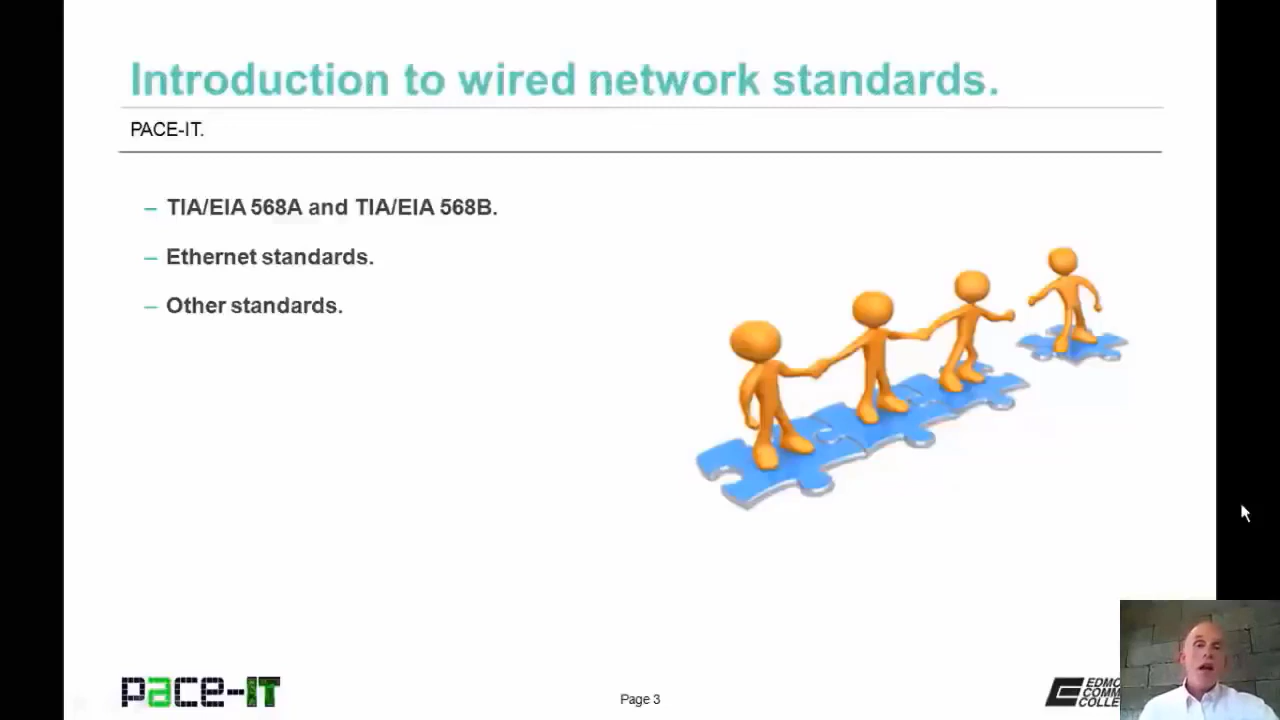 Introduction to wired network standards.
PACE-IT.
– TIA/EIA 568A and TIA/EIA 568B.
– Ethernet standards.
– Other standards.
pace-IT
Page 3